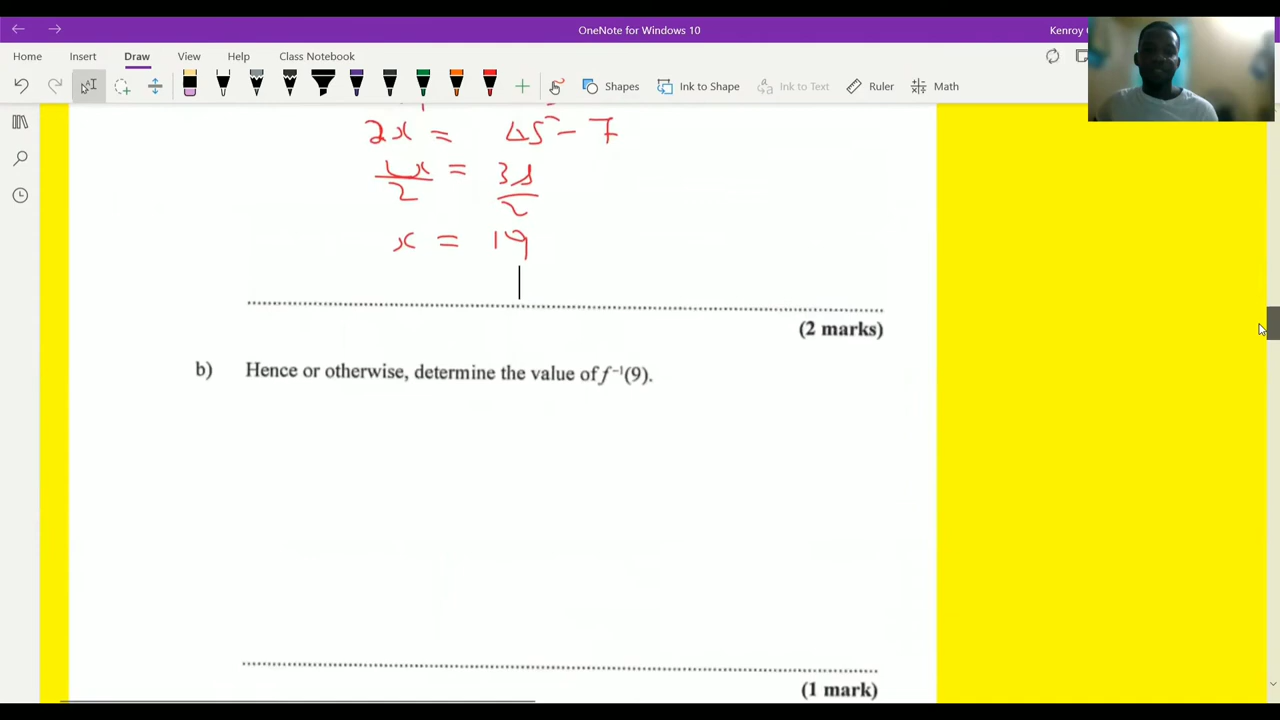 OneNote for Windows 10
Kenroy
Home Insert Draw View Help Class Notebook
Shapes Ink to Shape Ink to Text Ruler Math
2x = 45 - 7
2x/2 = 38/2
x = 19
(2 marks)
b) Hence or otherwise, determine the value of f⁻¹(9).
(1 mark)